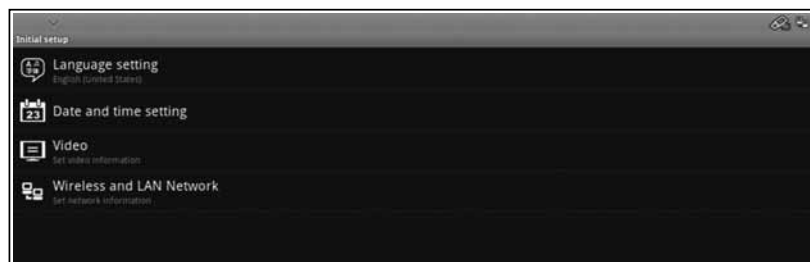 Initial setup
Language setting
English (United States)
23
Date and time setting
Video
Set video information
Wireless and LAN Network
Set network information